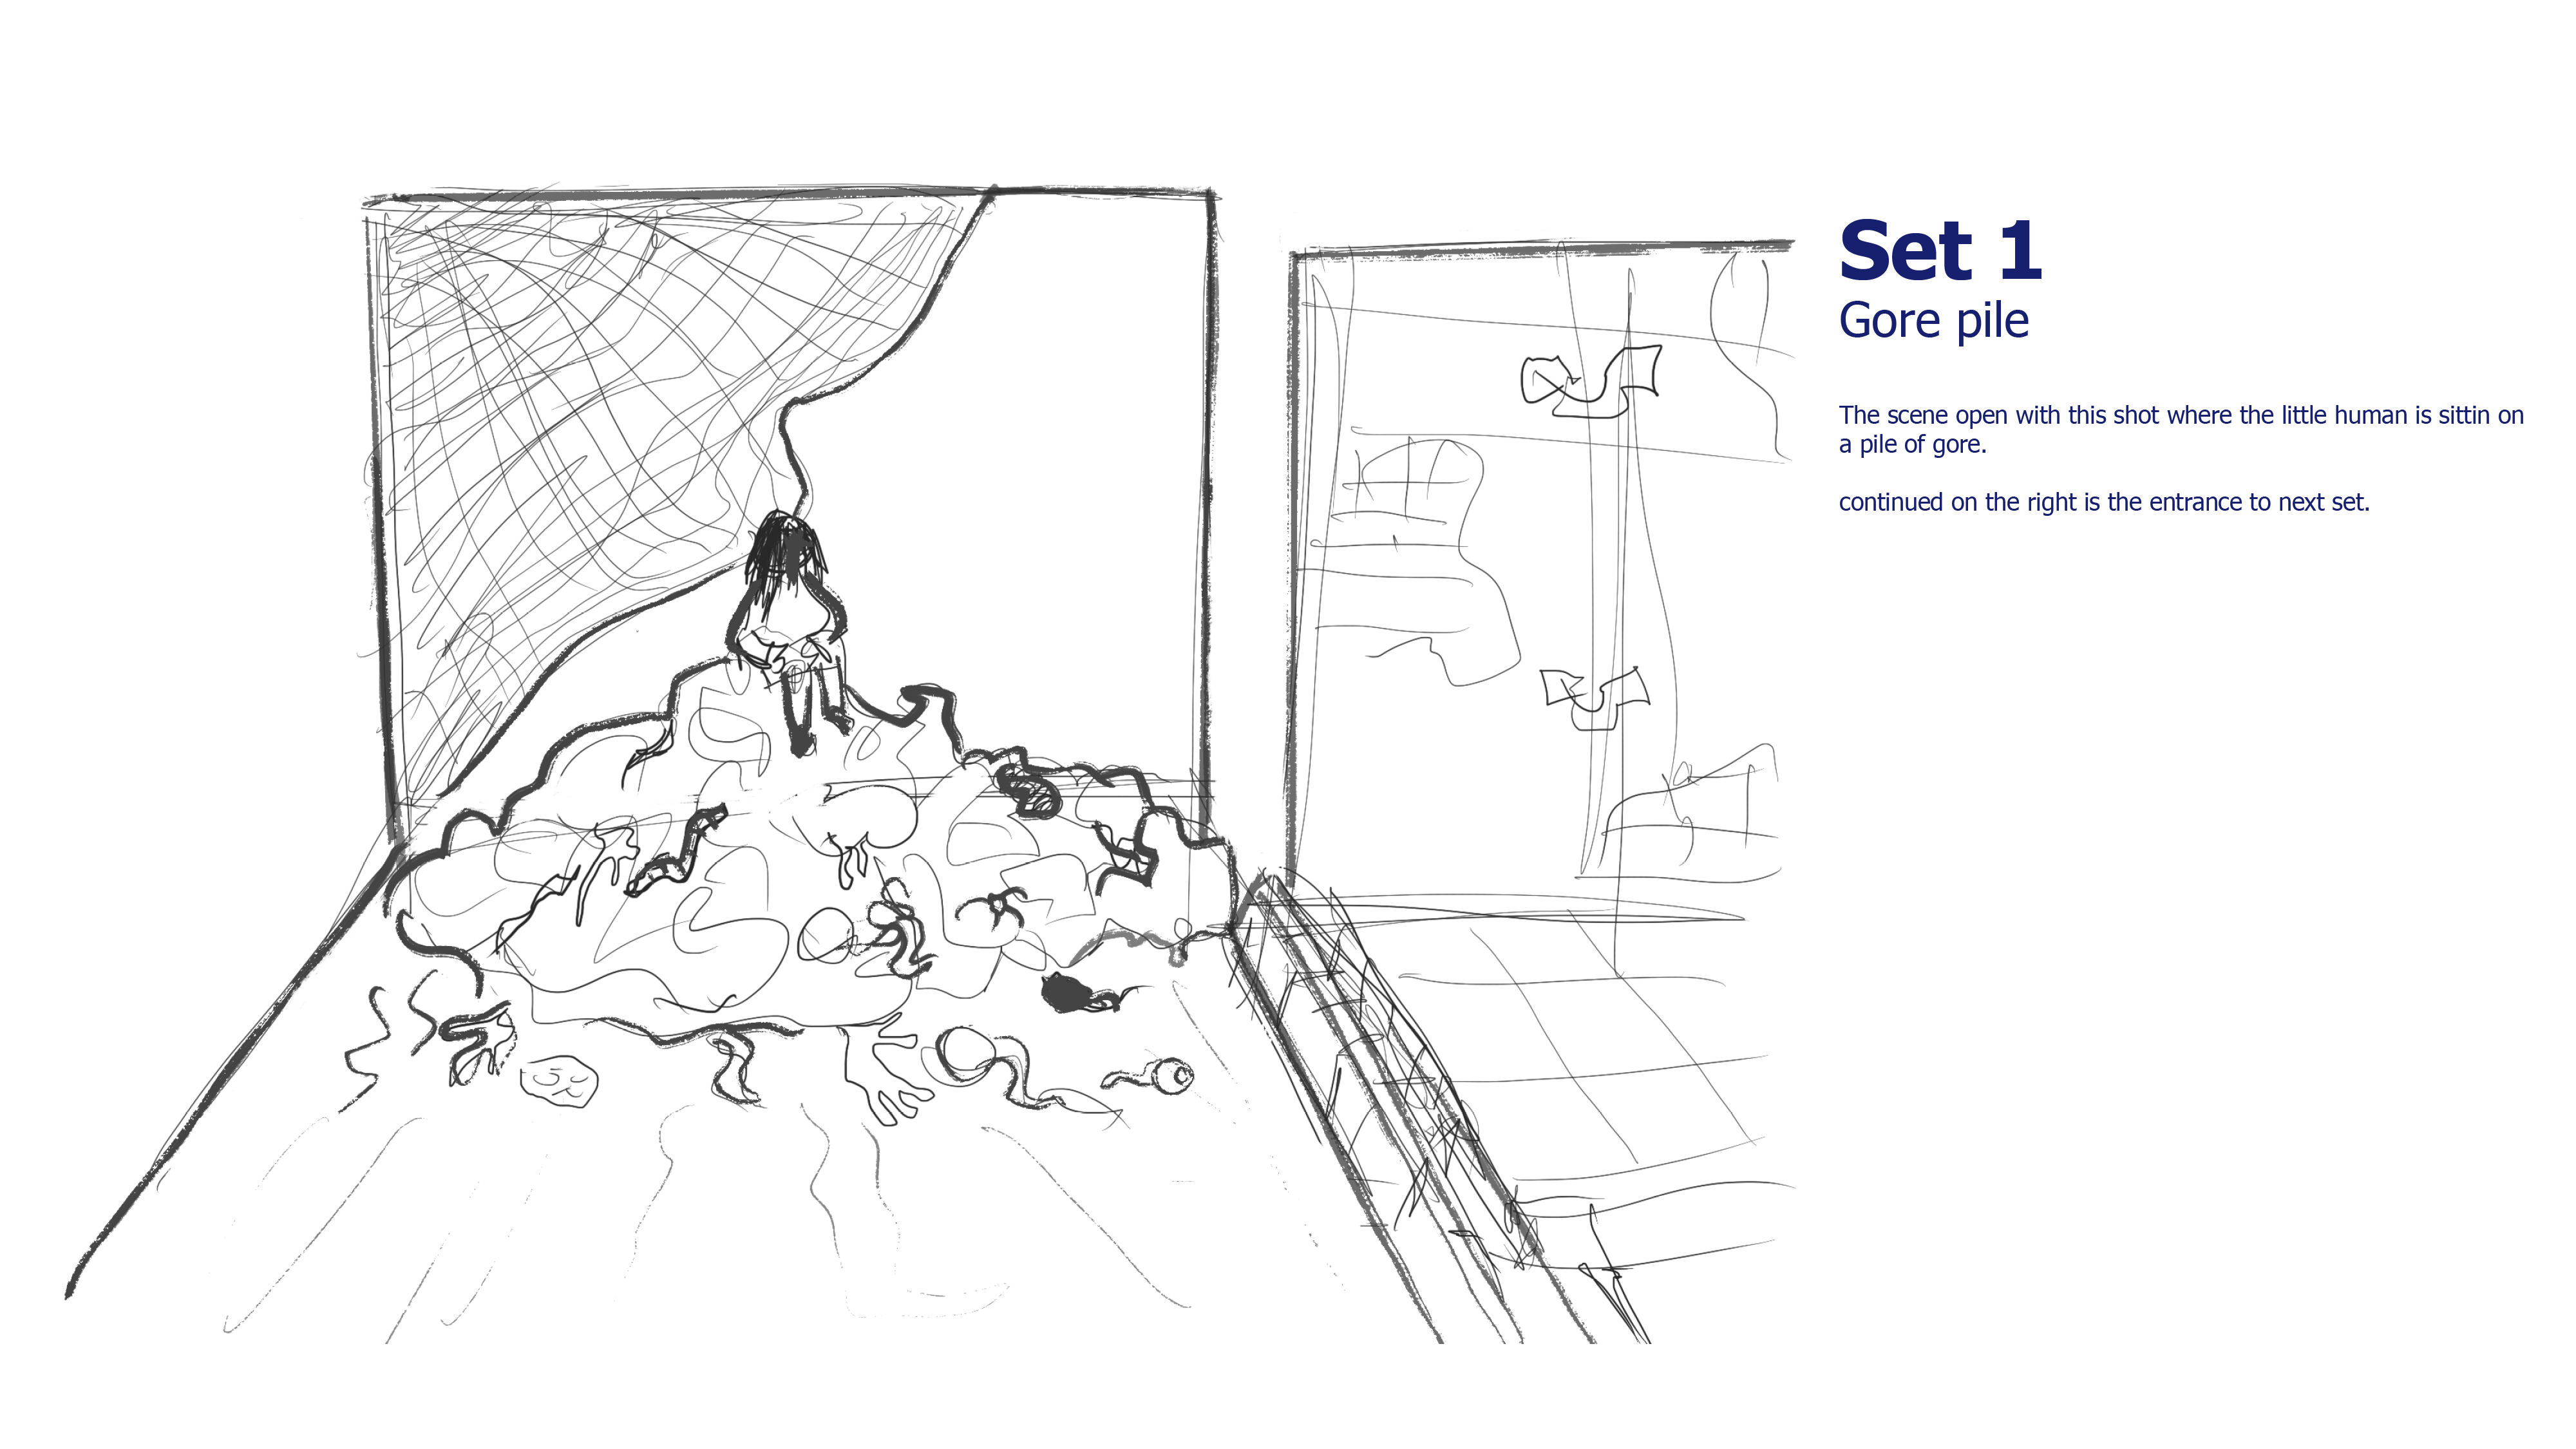 Set 1
Gore pile
The scene open with this shot where the little human is sittin on
a pile of gore.
continued on the right is the entrance to next set.